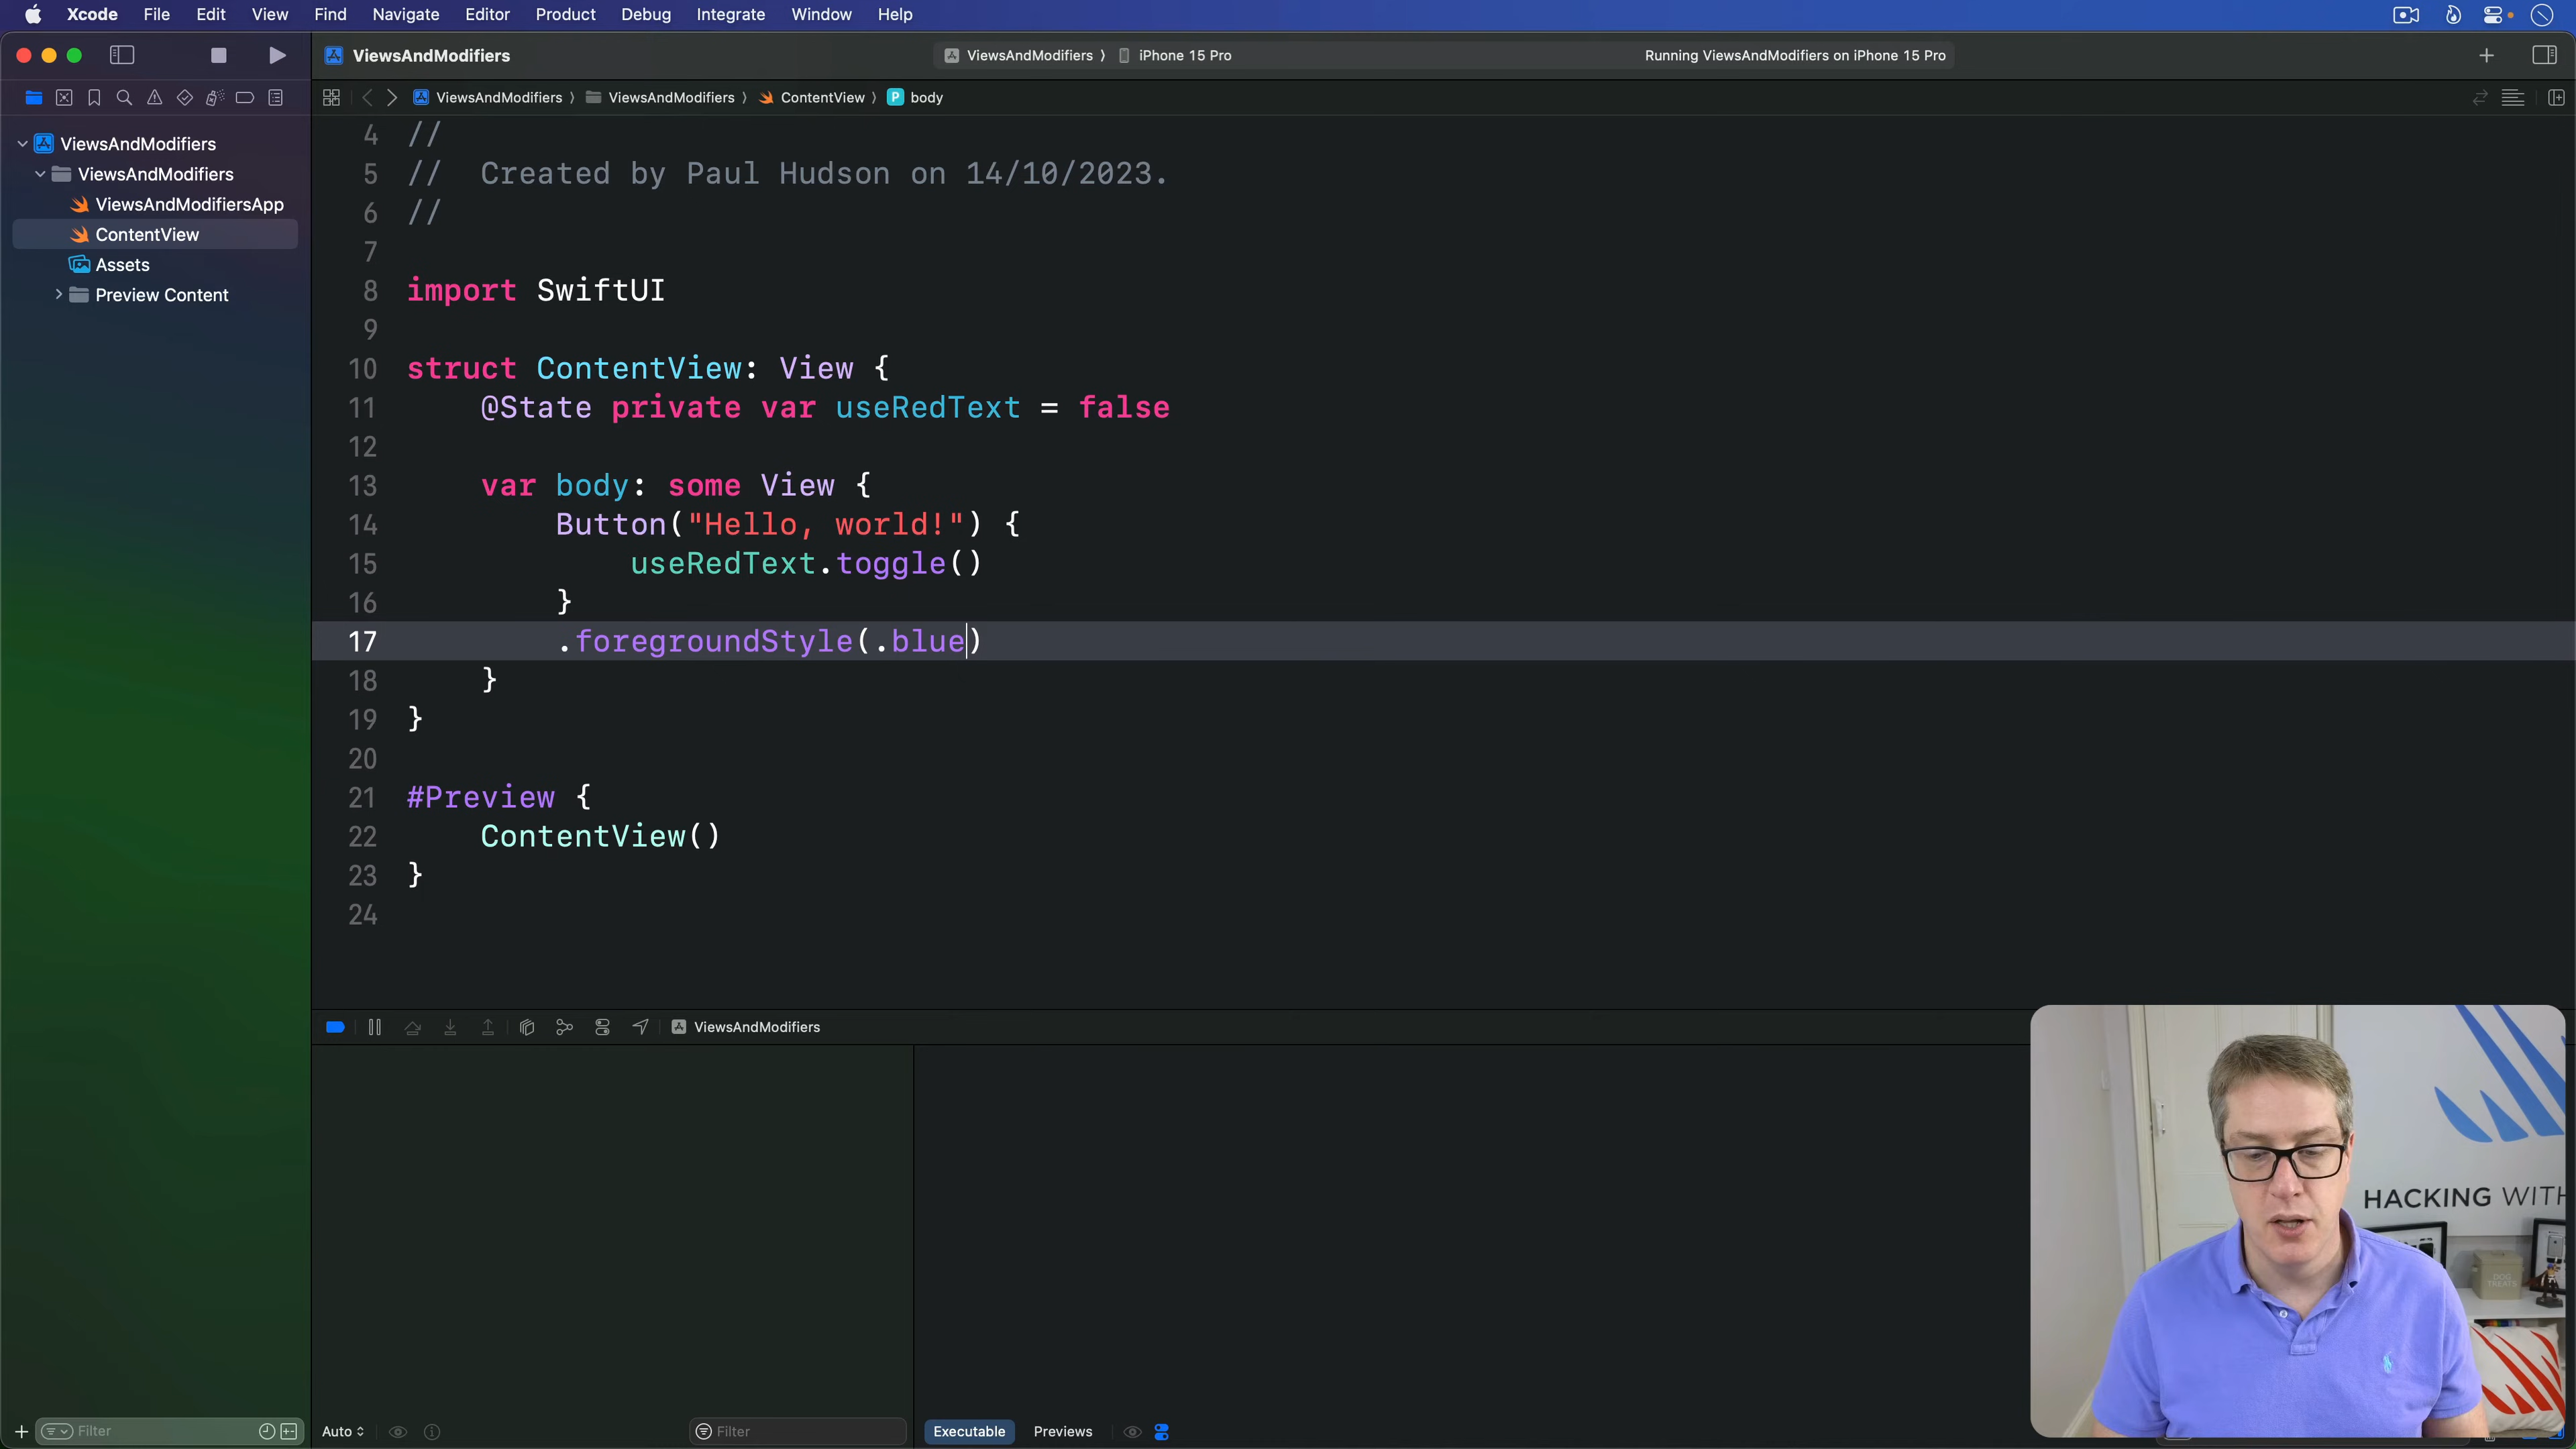 Xcode File Edit View Find Navigate Editor Product Debug Integrate Window Help
ViewsAndModifiers
ViewsAndModifiers 〉 iPhone 15 Pro
Running ViewsAndModifiers on iPhone 15 Pro
ViewsAndModifiers 〉 ViewsAndModifiers 〉 ContentView 〉 P body
ViewsAndModifiers
ViewsAndModifiers
ViewsAndModifiersApp
ContentView
Assets
Preview Content
4 //
5 //  Created by Paul Hudson on 14/10/2023.
6 //
7
8 import SwiftUI
9
10 struct ContentView: View {
11     @State private var useRedText = false
12
13     var body: some View {
14         Button("Hello, world!") {
15             useRedText.toggle()
16         }
17         .foregroundStyle(.blue)
18     }
19 }
20
21 #Preview {
22     ContentView()
23 }
24
ViewsAndModifiers
HACKING WITH
DOG
TREATS
Filter
Auto
Filter
Executable Previews